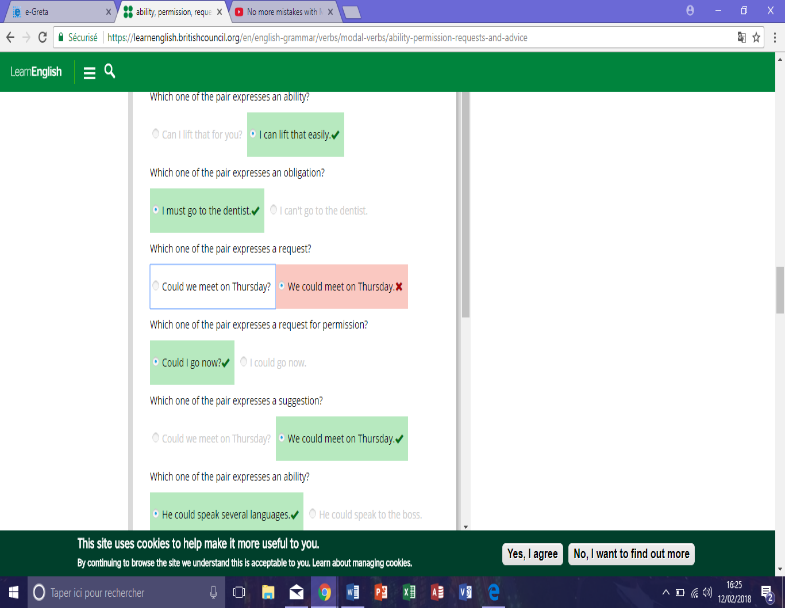 e-Greta
ability, permission, reque
No more mistakes with
Sécurisé
https://learnenglish.britishcouncil.org/en/english-grammar/verbs/modal-verbs/ability-permission-requests-and-advice
LearnEnglish
Which one of the pair expresses an ability?
Can I lift that for you? I can lift that easily.
Which one of the pair expresses an obligation?
I must go to the dentist. I can't go to the dentist.
Which one of the pair expresses a request?
Could we meet on Thursday? We could meet on Thursday.
Which one of the pair expresses a request for permission?
Could I go now? I could go now.
Which one of the pair expresses a suggestion?
Could we meet on Thursday? We could meet on Thursday.
Which one of the pair expresses an ability?
He could speak several languages. He could speak to the boss.
This site uses cookies to help make it more useful to you.
By continuing to browse the site we understand this is acceptable to you. Learn about managing cookies.
Yes, I agree
No, I want to find out more
Taper ici pour rechercher
16:25
12/02/2018
2